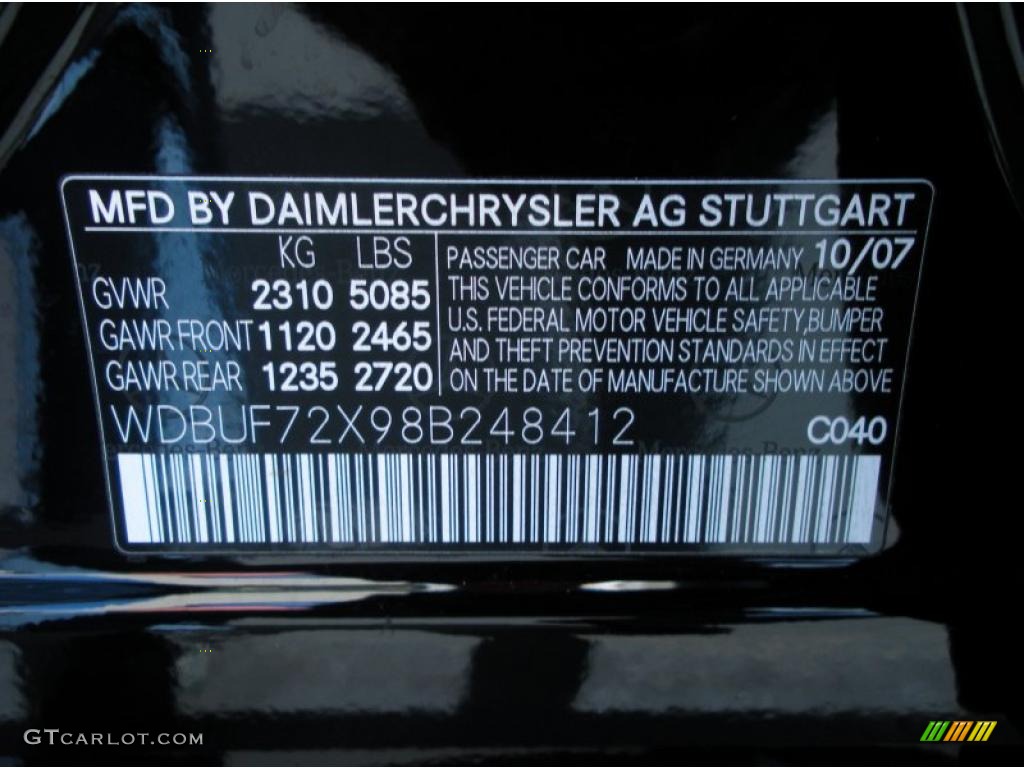 MFD BY DAIMLERCHRYSLER AG STUTTGART
KG LBS
GVWR 2310 5085
GAWR FRONT 1120 2465
GAWR REAR 1235 2720
PASSENGER CAR MADE IN GERMANY 10/07
THIS VEHICLE CONFORMS TO ALL APPLICABLE
U.S. FEDERAL MOTOR VEHICLE SAFETY,BUMPER
AND THEFT PREVENTION STANDARDS IN EFFECT
ON THE DATE OF MANUFACTURE SHOWN ABOVE
WDBUF72X98B248412 C040
Mercedes-Benz
GTCARLOT.COM